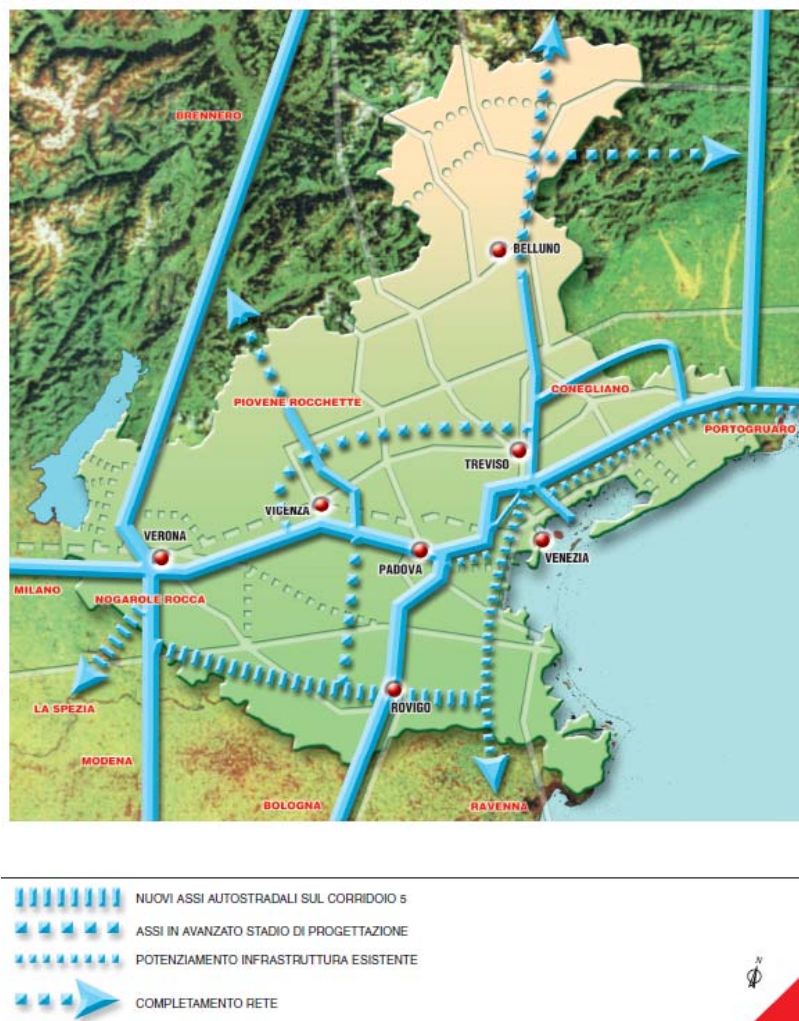 BRENNERO
BELLUNO
PIOVENE ROCCHETTE
CONEGLIANO
PORTOGRUARO
TREVISO
VICENZA
VERONA
PADOVA
VENEZIA
MILANO
NOGAROLE ROCCA
LA SPEZIA
ROVIGO
MODENA
BOLOGNA
RAVENNA
NUOVI ASSI AUTOSTRADALI SUL CORRIDOIO 5
ASSI IN AVANZATO STADIO DI PROGETTAZIONE
POTENZIAMENTO INFRASTRUTTURA ESISTENTE
N
COMPLETAMENTO RETE